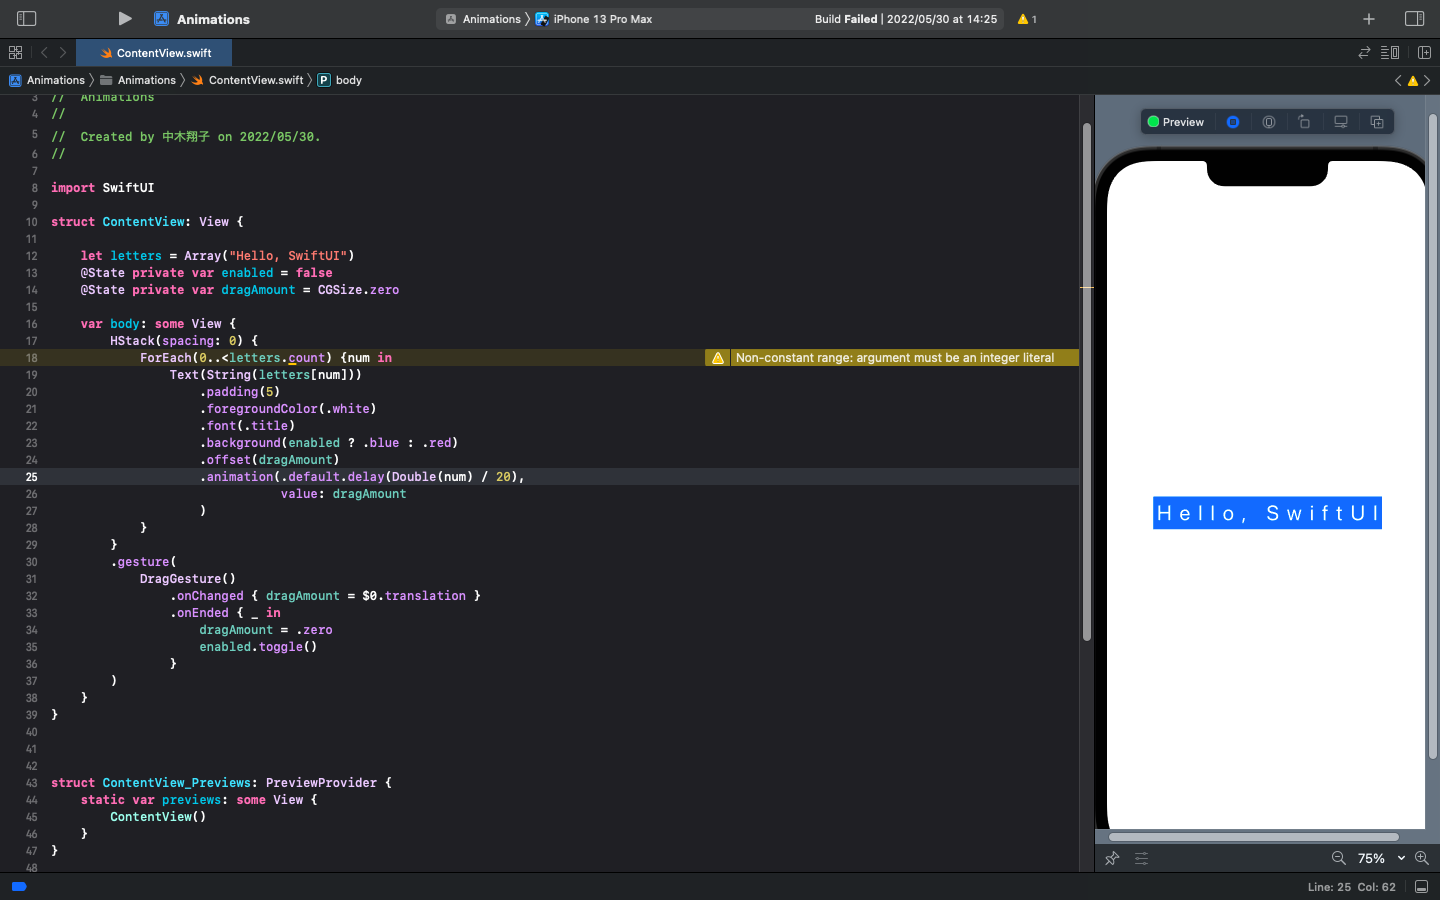 Animations
Animations
iPhone 13 Pro Max
Build Failed | 2022/05/30 at 14:25
1
ContentView.swift
Animations
Animations
ContentView.swift
P body
3 //  Animations
4 //
5 //  Created by 中木翔子 on 2022/05/30.
6 //
7
8 import SwiftUI
9
10 struct ContentView: View {
11
12     let letters = Array("Hello, SwiftUI")
13     @State private var enabled = false
14     @State private var dragAmount = CGSize.zero
15
16     var body: some View {
17         HStack(spacing: 0) {
18             ForEach(0..<letters.count) {num in
Non-constant range: argument must be an integer literal
19                 Text(String(letters[num]))
20                     .padding(5)
21                     .foregroundColor(.white)
22                     .font(.title)
23                     .background(enabled ? .blue : .red)
24                     .offset(dragAmount)
25                     .animation(.default.delay(Double(num) / 20),
26                                value: dragAmount
27                     )
28             }
29         }
30         .gesture(
31             DragGesture()
32                 .onChanged { dragAmount = $0.translation }
33                 .onEnded { _ in
34                     dragAmount = .zero
35                     enabled.toggle()
36                 }
37         )
38     }
39 }
40
41
42
43 struct ContentView_Previews: PreviewProvider {
44     static var previews: some View {
45         ContentView()
46     }
47 }
48
Preview
Hello, SwiftUI
75%
Line: 25 Col: 62